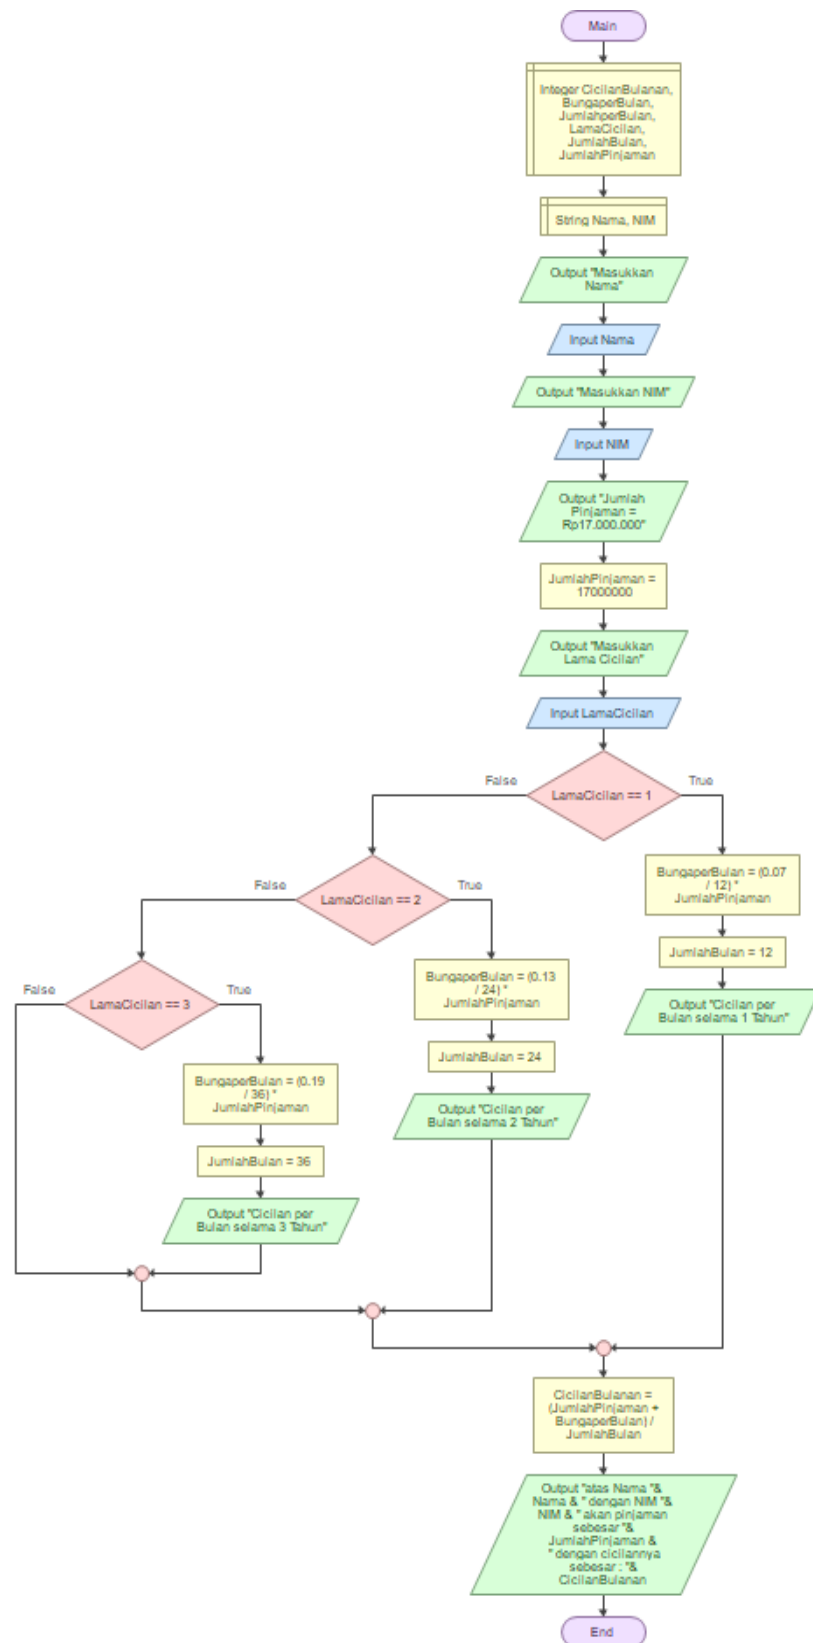 Main
Integer CicilanBulanan,
BungaperBulan,
JumlahperBulan,
LamaCicilan,
JumlahBulan,
JumlahPinjaman
String Nama, NIM
Output "Masukkan
Nama"
Input Nama
Output "Masukkan NIM"
Input NIM
Output "Jumlah
Pinjaman =
Rp17.000.000"
JumlahPinjaman =
17000000
Output "Masukkan
Lama Cicilan"
Input LamaCicilan
LamaCicilan == 1
False
True
BungaperBulan = (0.07
/ 12) *
JumlahPinjaman
JumlahBulan = 12
Output "Cicilan per
Bulan selama 1 Tahun"
LamaCicilan == 2
False
True
BungaperBulan = (0.13
/ 24) *
JumlahPinjaman
JumlahBulan = 24
Output "Cicilan per
Bulan selama 2 Tahun"
LamaCicilan == 3
False
True
BungaperBulan = (0.19
/ 36) *
JumlahPinjaman
JumlahBulan = 36
Output "Cicilan per
Bulan selama 3 Tahun"
CicilanBulanan =
(JumlahPinjaman +
BungaperBulan) /
JumlahBulan
Output "atas Nama "&
Nama & " dengan NIM "&
NIM & " akan pinjaman
sebesar "&
JumlahPinjaman &
" dengan cicilannya
sebesar : "&
CicilanBulanan
End